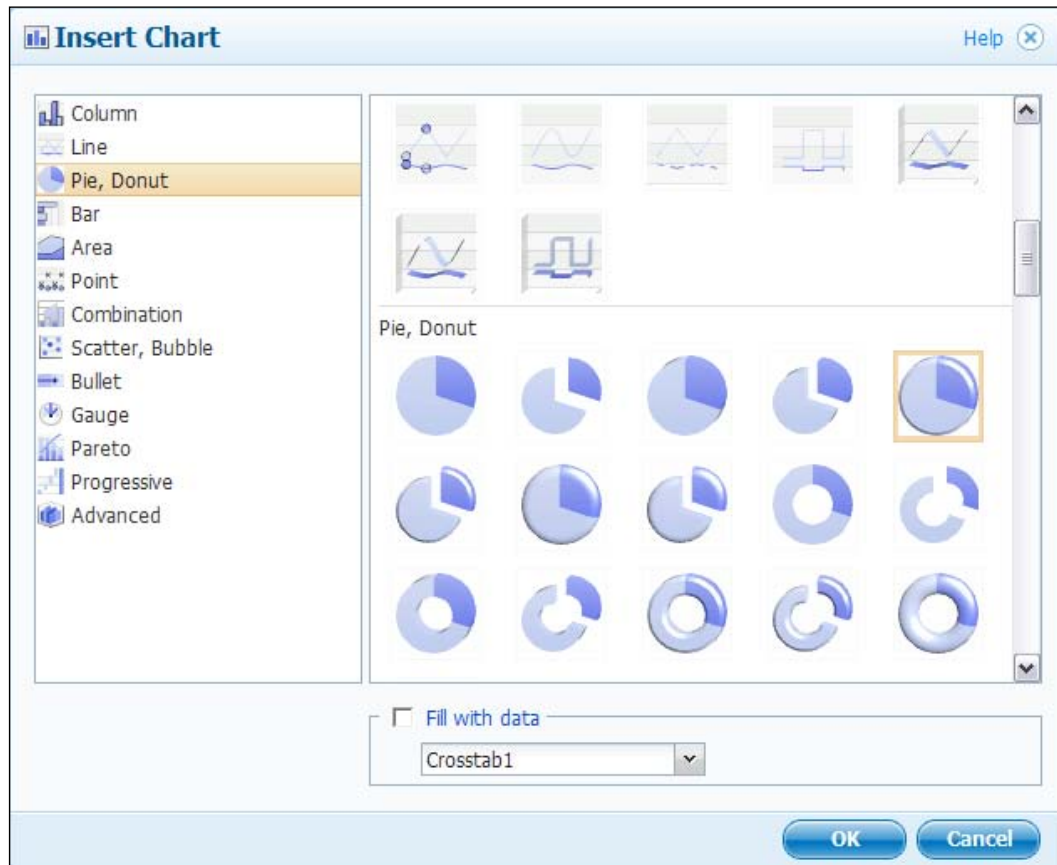 Insert Chart
Help
Column
Line
Pie, Donut
Bar
Area
Point
Combination
Scatter, Bubble
Bullet
Gauge
Pareto
Progressive
Advanced
Pie, Donut
Fill with data
Crosstab1
OK
Cancel